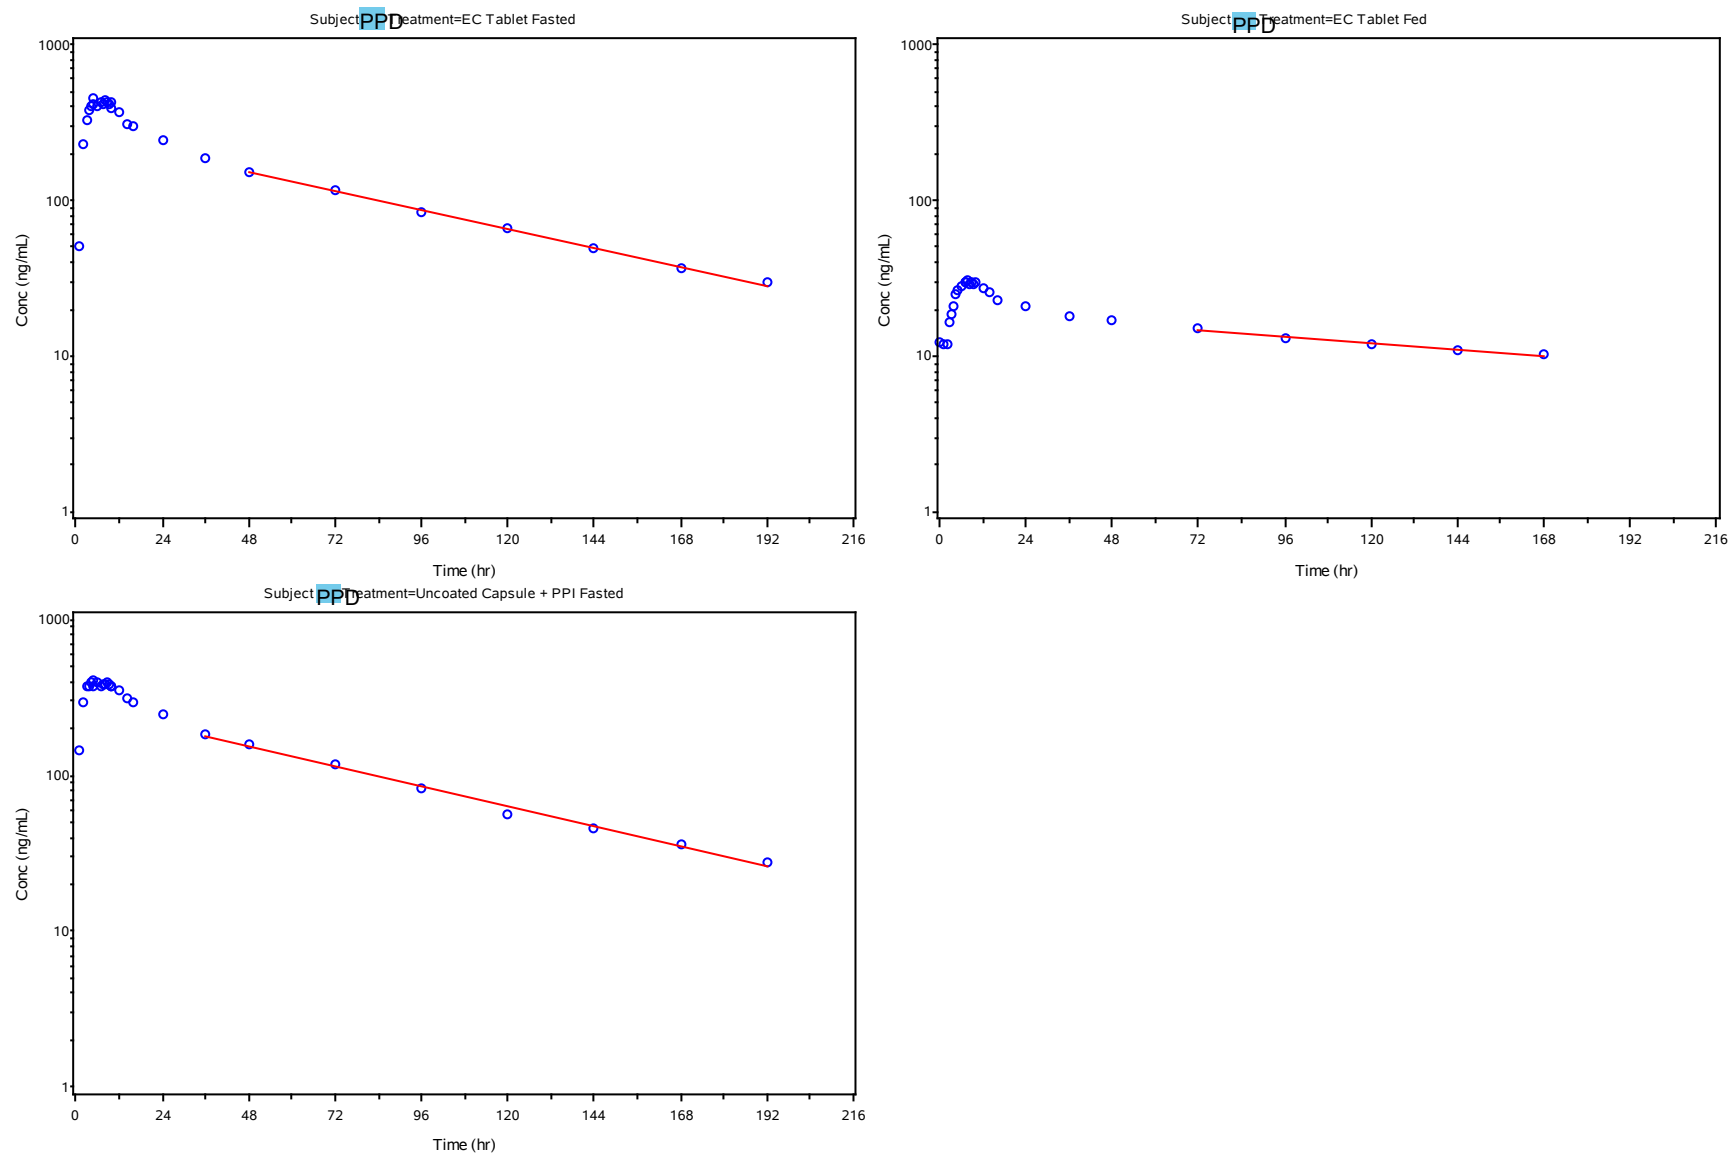 Subject PPD Treatment=EC Tablet Fasted
1000
100
10
1
Conc (ng/mL)
0 24 48 72 96 120 144 168 192 216
Time (hr)
Subject PPD Treatment=EC Tablet Fed
1000
100
10
1
Conc (ng/mL)
0 24 48 72 96 120 144 168 192 216
Time (hr)
Subject PPD Treatment=Uncoated Capsule + PPI Fasted
1000
100
10
1
Conc (ng/mL)
0 24 48 72 96 120 144 168 192 216
Time (hr)